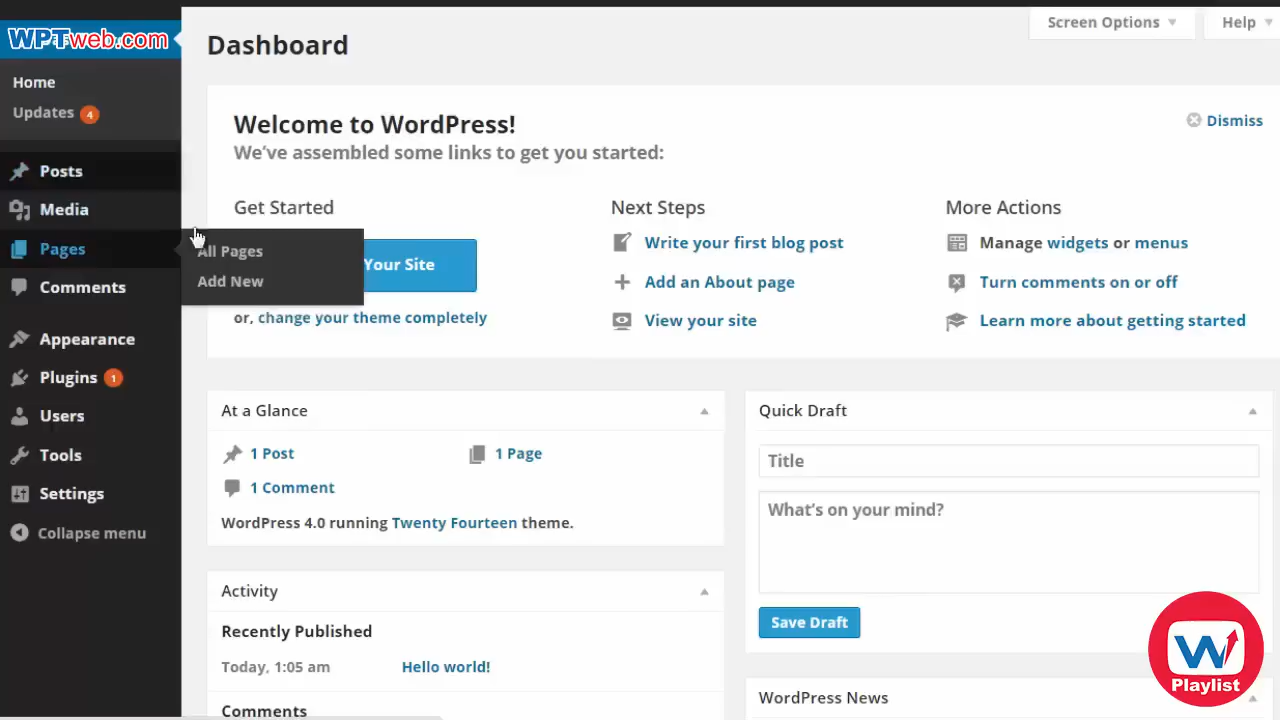 WPTweb.com
Dashboard
Screen Options
Help
Home
Updates 4
Posts
Media
Pages
All Pages
Add New
Comments
Appearance
Plugins 1
Users
Tools
Settings
Collapse menu
Welcome to WordPress!
We've assembled some links to get you started:
Dismiss
Get Started
Your Site
or, change your theme completely
Next Steps
Write your first blog post
Add an About page
View your site
More Actions
Manage widgets or menus
Turn comments on or off
Learn more about getting started
At a Glance
1 Post
1 Page
1 Comment
WordPress 4.0 running Twenty Fourteen theme.
Activity
Recently Published
Today, 1:05 am
Hello world!
Comments
Quick Draft
Title
What's on your mind?
Save Draft
WordPress News
W
Playlist